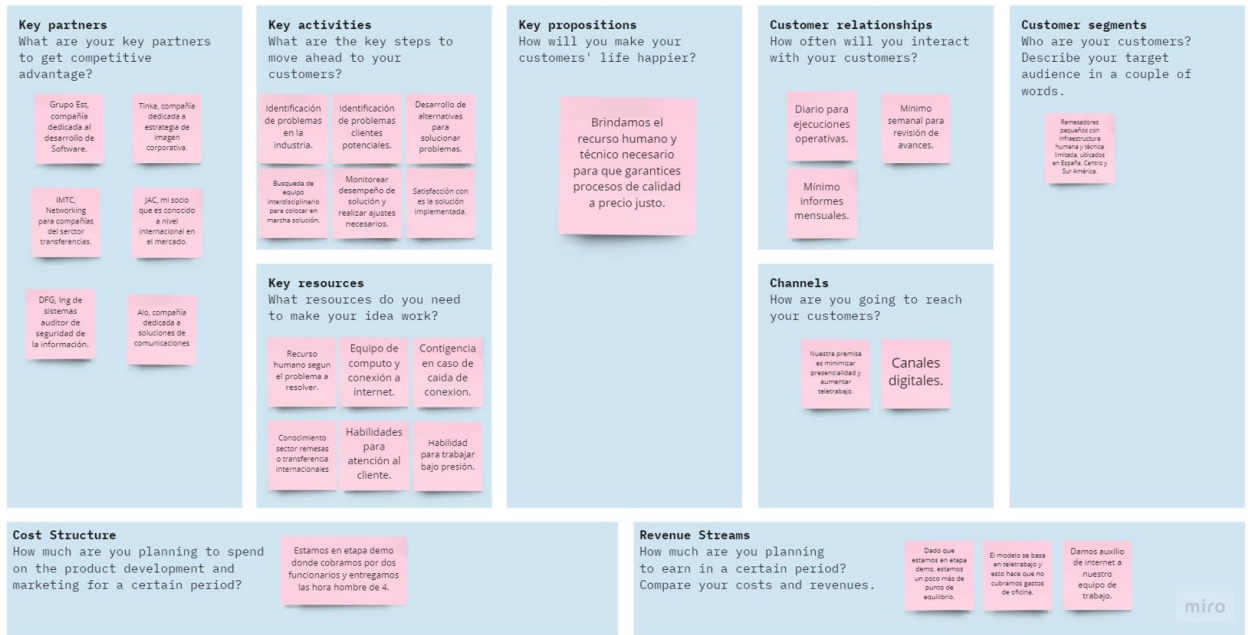 Key partners
What are your key partners
to get competitive
advantage?
Grupo Est,
compañía
dedicada al
desarrollo de
Software.
Tinka, compañía
dedicada a
estrategia de
imagen
corporativa.
IMTC,
Networking
para compañías
del serctor
transferencias.
JAC, mi socio
que es conocido
a nivel
internacional en
el mercado.
DFG, Ing de
sistemas
auditor de
seguridad de
la información.
Alo, compañía
dedicada a
soluciones de
comunicaciones
Key activities
What are the key steps to
move ahead to your
customers?
Identificación
de problemas
en la
industria.
Identificación
de problemas
clientes
potenciales.
Desarrollo de
alternativas
para
solucionar
problemas.
Busqueda de
equipo
interdisciplinario
para colocar en
marcha solución.
Monitorear
desempeño de
solución y
realizar ajustes
necesarios.
Satisfacción con
es la solución
implementada.
Key resources
What resources do you need
to make your idea work?
Recurso
humano segun
el problema a
resolver.
Equipo de
computo y
conexión a
internet.
Contigencia
en caso de
caida de
conexion.
Conocimiento
sector remesas
o transferencia
internacionales
Habilidades
para
atención al
cliente.
Habilidad
para trabajar
bajo presión.
Key propositions
How will you make your
customers' life happier?
Brindamos el
recurso humano y
técnico necesario
para que garantices
procesos de calidad
a precio justo.
Customer relationships
How often will you interact
with your customers?
Diario para
ejecuciones
operativas.
Minimo
semanal para
revisión de
avances.
Mínimo
informes
mensuales.
Channels
How are you going to reach
your customers?
Nuestra premisa
es minimizar
presencialidad y
aumentar
teletrabajo.
Canales
digitales.
Customer segments
Who are your customers?
Describe your target
audience in a couple of
words.
Remesadores
pequeños con
infraestructura
humana y técnica
limitada, ubicados
en España, Centro y
Sur América.
Cost Structure
How much are you planning to spend
on the product development and
marketing for a certain period?
Estamos en etapa demo
donde cobramos por dos
funcionarios y entregamos
las hora hombre de 4.
Revenue Streams
How much are you planning
to earn in a certain period?
Compare your costs and revenues.
Dado que
estamos en etapa
demo, estamos
un poco más de
punto de
equilibrio.
El modelo se basa
en teletrabajo y
esto hace que no
cubramos gastos
de oficina.
Damos auxilio
de internet a
nuestro
equipo de
trabajo.
miro